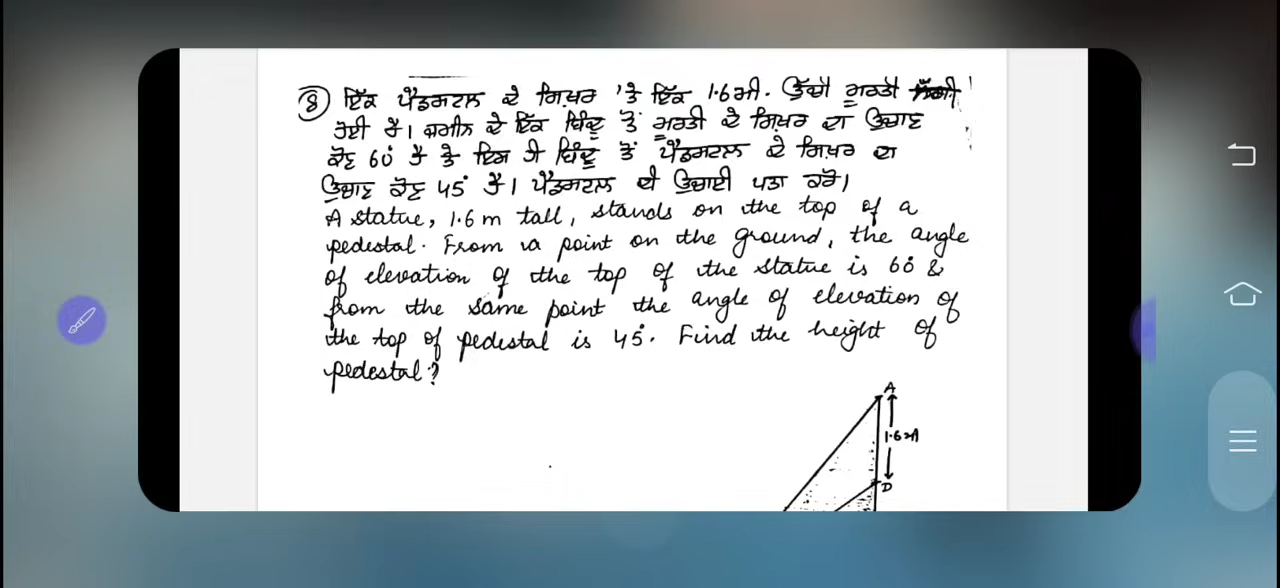 8 ਇੱਕ ਪੈਡਸਟਲ ਦੇ ਸਿਖ਼ਰ 'ਤੇ ਇੱਕ 1.6ਮੀ. ਉੱਚੀ ਮੂਰਤੀ
ਹੋਈ ਹੈ। ਜ਼ਮੀਨ ਦੇ ਇੱਕ ਬਿੰਦੂ ਤੋਂ ਮੂਰਤੀ ਦੇ ਸਿਖ਼ਰ ਦਾ ਉਚਾਣ
ਕੋਣ 60° ਹੈ ਤੇ ਇਸ ਹੀ ਬਿੰਦੂ ਤੋਂ ਪੈਡਸਟਲ ਦੇ ਸਿਖ਼ਰ ਦਾ
ਉਚਾਣ ਕੋਣ 45° ਹੈ। ਪੈਡਸਟਲ ਦੀ ਉਚਾਈ ਪਤਾ ਕਰੋ।
A statue, 1.6 m tall, stands on the top of a
pedestal. From a point on the ground, the angle
of elevation of the top of the statue is 60° &
from the same point the angle of elevation of
the top of pedestal is 45°. Find the height of
pedestal?
A
1.6ਮੀ
D